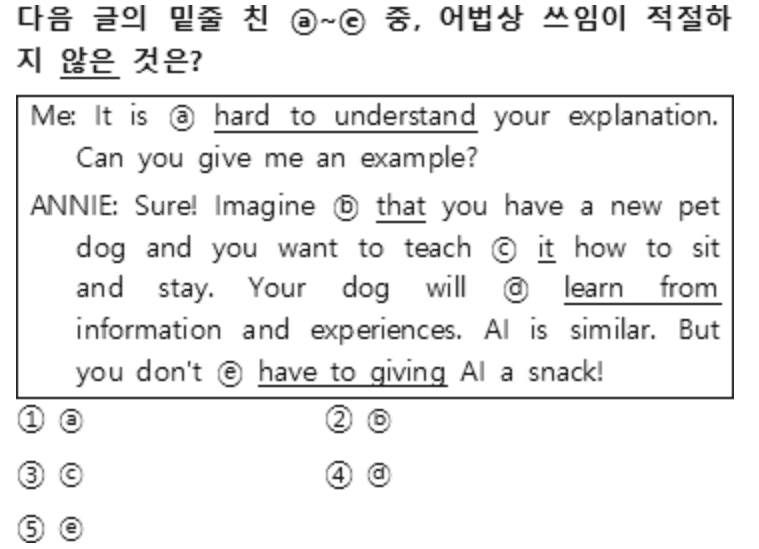 다음 글의 밑줄 친 ⓐ~ⓔ 중, 어법상 쓰임이 적절하
지 않은 것은?
Me: It is ⓐ hard to understand your explanation.
Can you give me an example?
ANNIE: Sure! Imagine ⓑ that you have a new pet
dog and you want to teach ⓒ it how to sit
and stay. Your dog will ⓓ learn from
information and experiences. AI is similar. But
you don't ⓔ have to giving AI a snack!
① ⓐ ② ⓑ
③ ⓒ ④ ⓓ
⑤ ⓔ